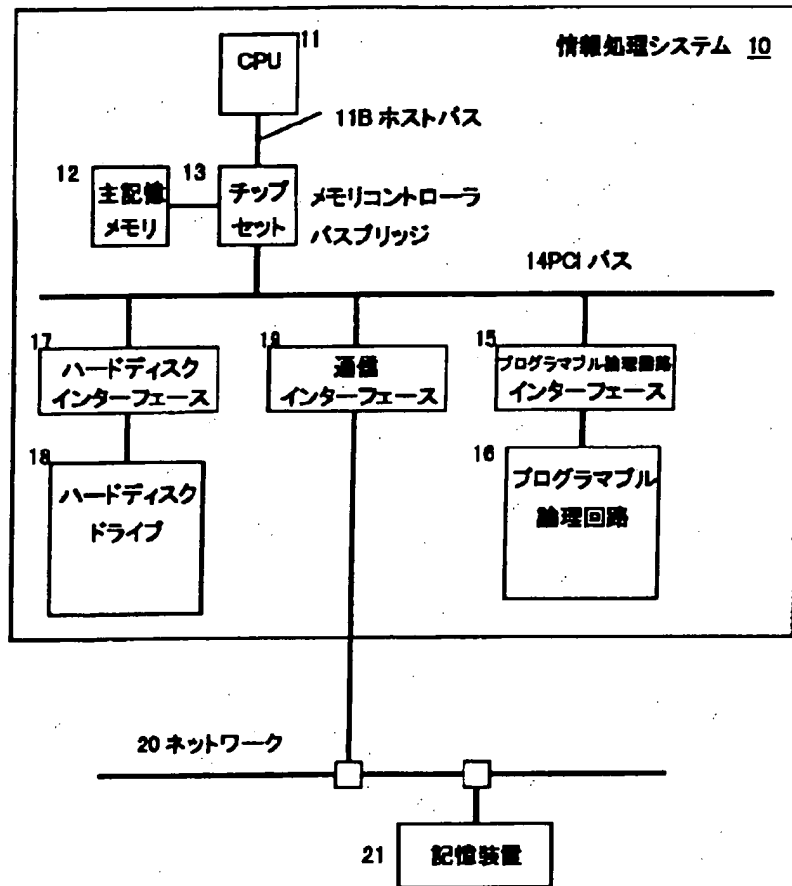 情報処理システム 10
11
CPU
11B ホストバス
12
主記憶
メモリ
13
チップ
セット
メモリコントローラ
バスブリッジ
14PCI バス
17
ハードディスク
インターフェース
19
通信
インターフェース
15
プログラマブル論理回路
インターフェース
18
ハードディスク
ドライブ
16
プログラマブル
論理回路
20 ネットワーク
21
記憶装置